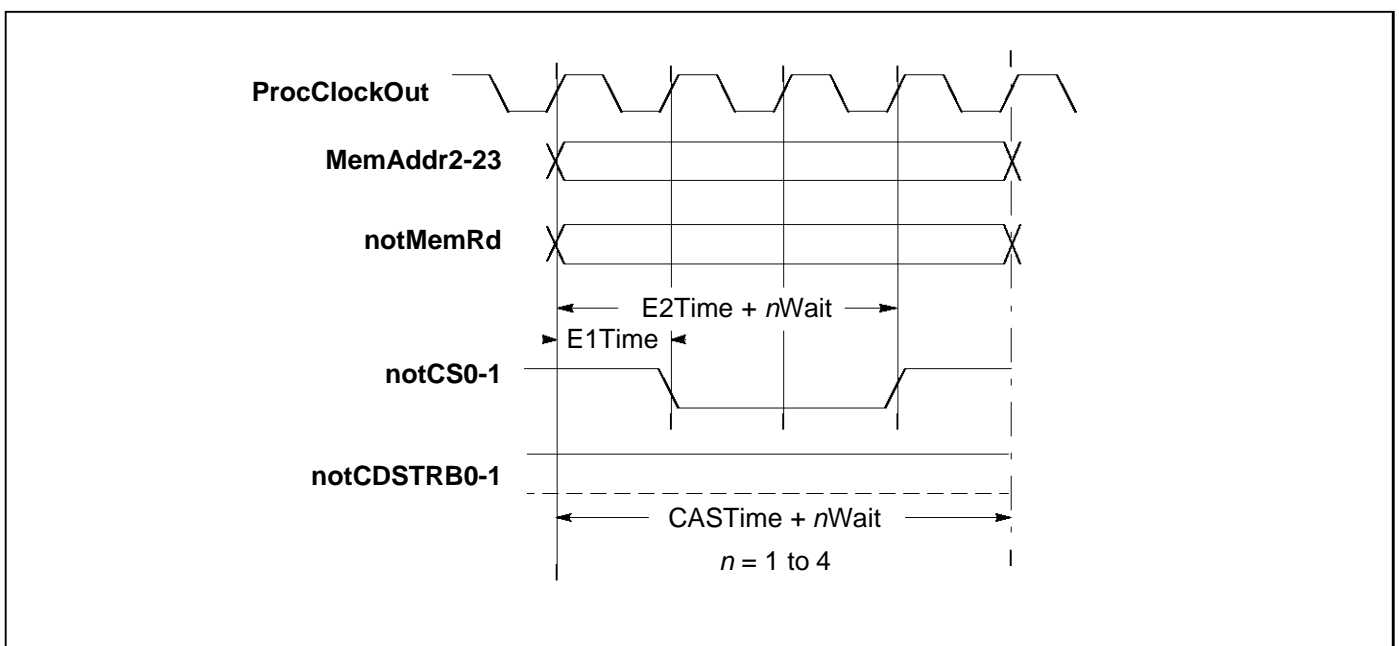 ProcClockOut
MemAddr2-23
notMemRd
E2Time + nWait
E1Time
notCS0-1
notCDSTRB0-1
CASTime + nWait
n = 1 to 4